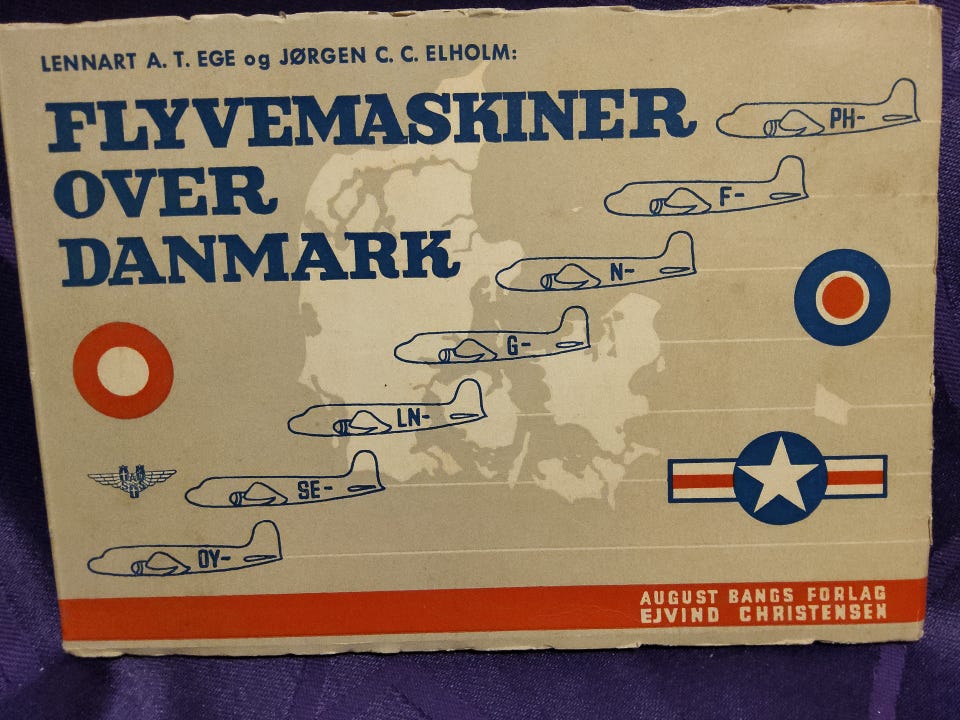 LENNART A. T. EGE og JØRGEN C. C. ELHOLM:
FLYVEMASKINER
OVER
DANMARK
PH-
F-
N-
G-
LN-
SE-
OY-
AUGUST BANGS FORLAG
EJVIND CHRISTENSEN